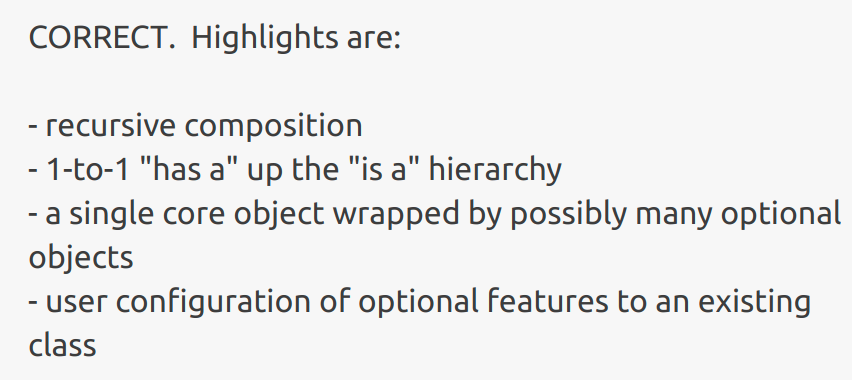 CORRECT.  Highlights are:
- recursive composition
- 1-to-1 "has a" up the "is a" hierarchy
- a single core object wrapped by possibly many optional
objects
- user configuration of optional features to an existing
class